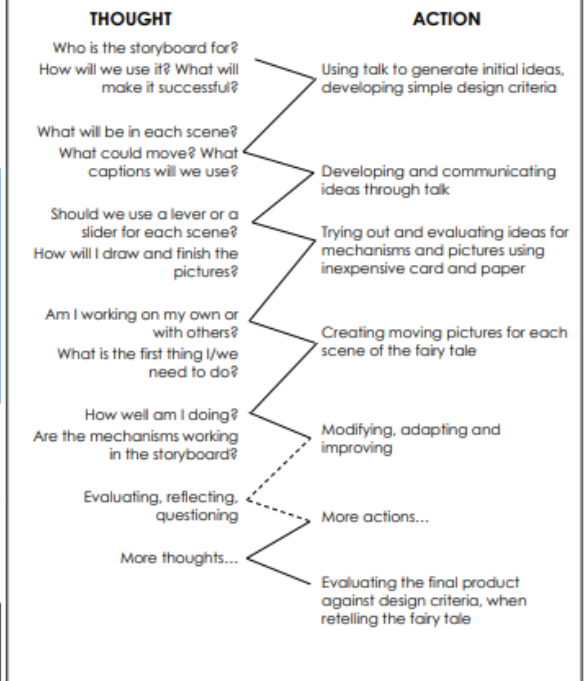 THOUGHT
ACTION
Who is the storyboard for?
How will we use it? What will
make it successful?
Using talk to generate initial ideas,
developing simple design criteria
What will be in each scene?
What could move? What
captions will we use?
Developing and communicating
ideas through talk
Should we use a lever or a
slider for each scene?
How will I draw and finish the
pictures?
Trying out and evaluating ideas for
mechanisms and pictures using
inexpensive card and paper
Am I working on my own or
with others?
What is the first thing I/we
need to do?
Creating moving pictures for each
scene of the fairy tale
How well am I doing?
Are the mechanisms working
in the storyboard?
Modifying, adapting and
improving
Evaluating, reflecting,
questioning
More actions...
More thoughts...
Evaluating the final product
against design criteria, when
retelling the fairy tale